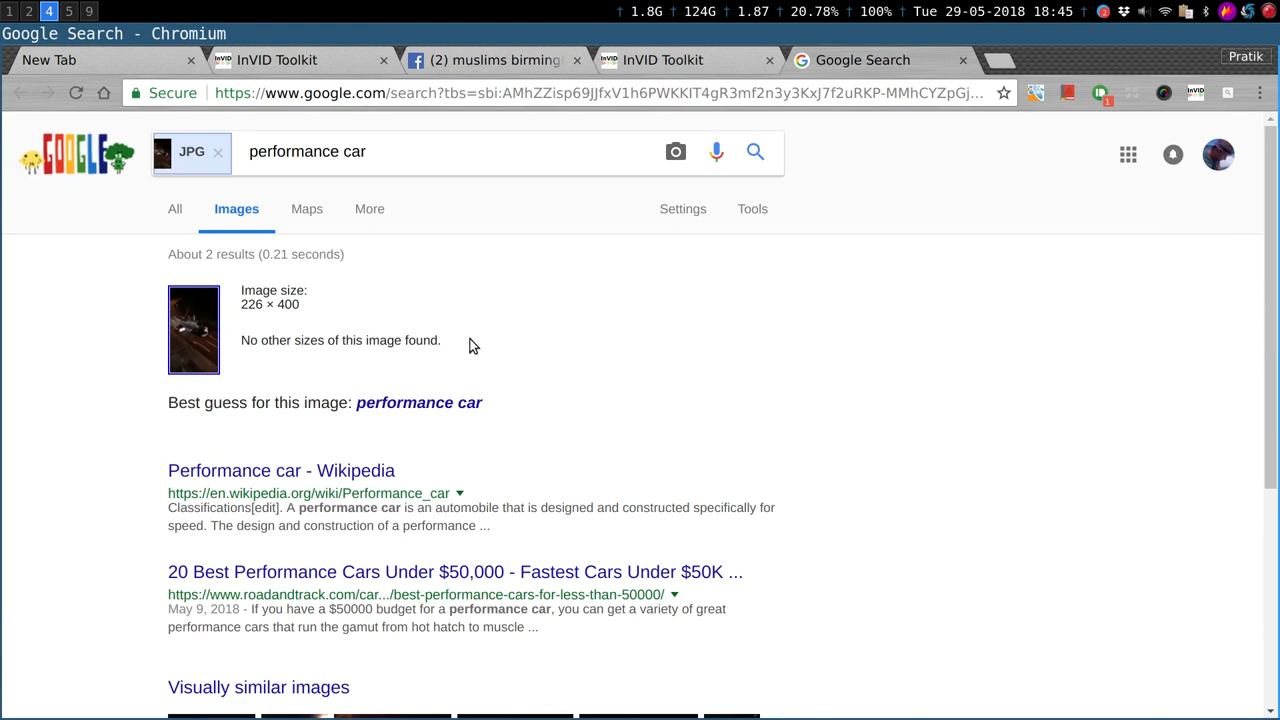 1 2 4 5 9 ↑ 1.8G ↑ 124G ↑ 1.87 ↑ 20.78% ↑ 100% ↑ Tue 29-05-2018 18:45 ↑ 2
Google Search - Chromium
New Tab × InVID InVID Toolkit × (2) muslims birming × InVID InVID Toolkit × Google Search × Pratik
Secure https://www.google.com/search?tbs=sbi:AMhZZisp69JJfxV1h6PWKKIT4gR3mf2n3y3KxJ7f2uRKP-MMhCYZpGj… 1 InVID
GOOGLE JPG × performance car
All Images Maps More Settings Tools
About 2 results (0.21 seconds)
Image size:
226 × 400
No other sizes of this image found.
Best guess for this image: performance car
Performance car - Wikipedia
https://en.wikipedia.org/wiki/Performance_car
Classifications[edit]. A performance car is an automobile that is designed and constructed specifically for
speed. The design and construction of a performance ...
20 Best Performance Cars Under $50,000 - Fastest Cars Under $50K ...
https://www.roadandtrack.com/car.../best-performance-cars-for-less-than-50000/
May 9, 2018 - If you have a $50000 budget for a performance car, you can get a variety of great
performance cars that run the gamut from hot hatch to muscle ...
Visually similar images